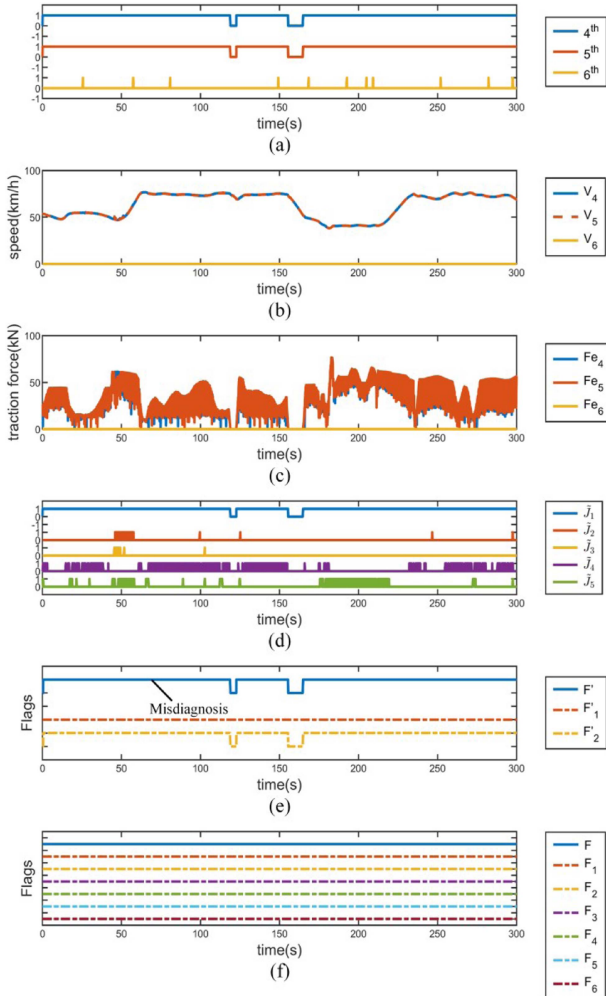 1
0
-1
1
0
-1
1
0
-1
0 50 100 150 200 250 300
time(s)
(a)
4th
5th
6th
100
50
0
speed(km/h)
0 50 100 150 200 250 300
time(s)
(b)
V4
V5
V6
100
50
0
traction force(kN)
0 50 100 150 200 250 300
time(s)
(c)
Fe4
Fe5
Fe6
1
0
-1
1
0
1
0
1
0
1
0
0 50 100 150 200 250 300
time(s)
(d)
J̃1
J̃2
J̃3
J̃4
J̃5
Flags
Misdiagnosis
0 50 100 150 200 250 300
time(s)
(e)
F'
F'1
F'2
Flags
0 50 100 150 200 250 300
time(s)
(f)
F
F1
F2
F3
F4
F5
F6